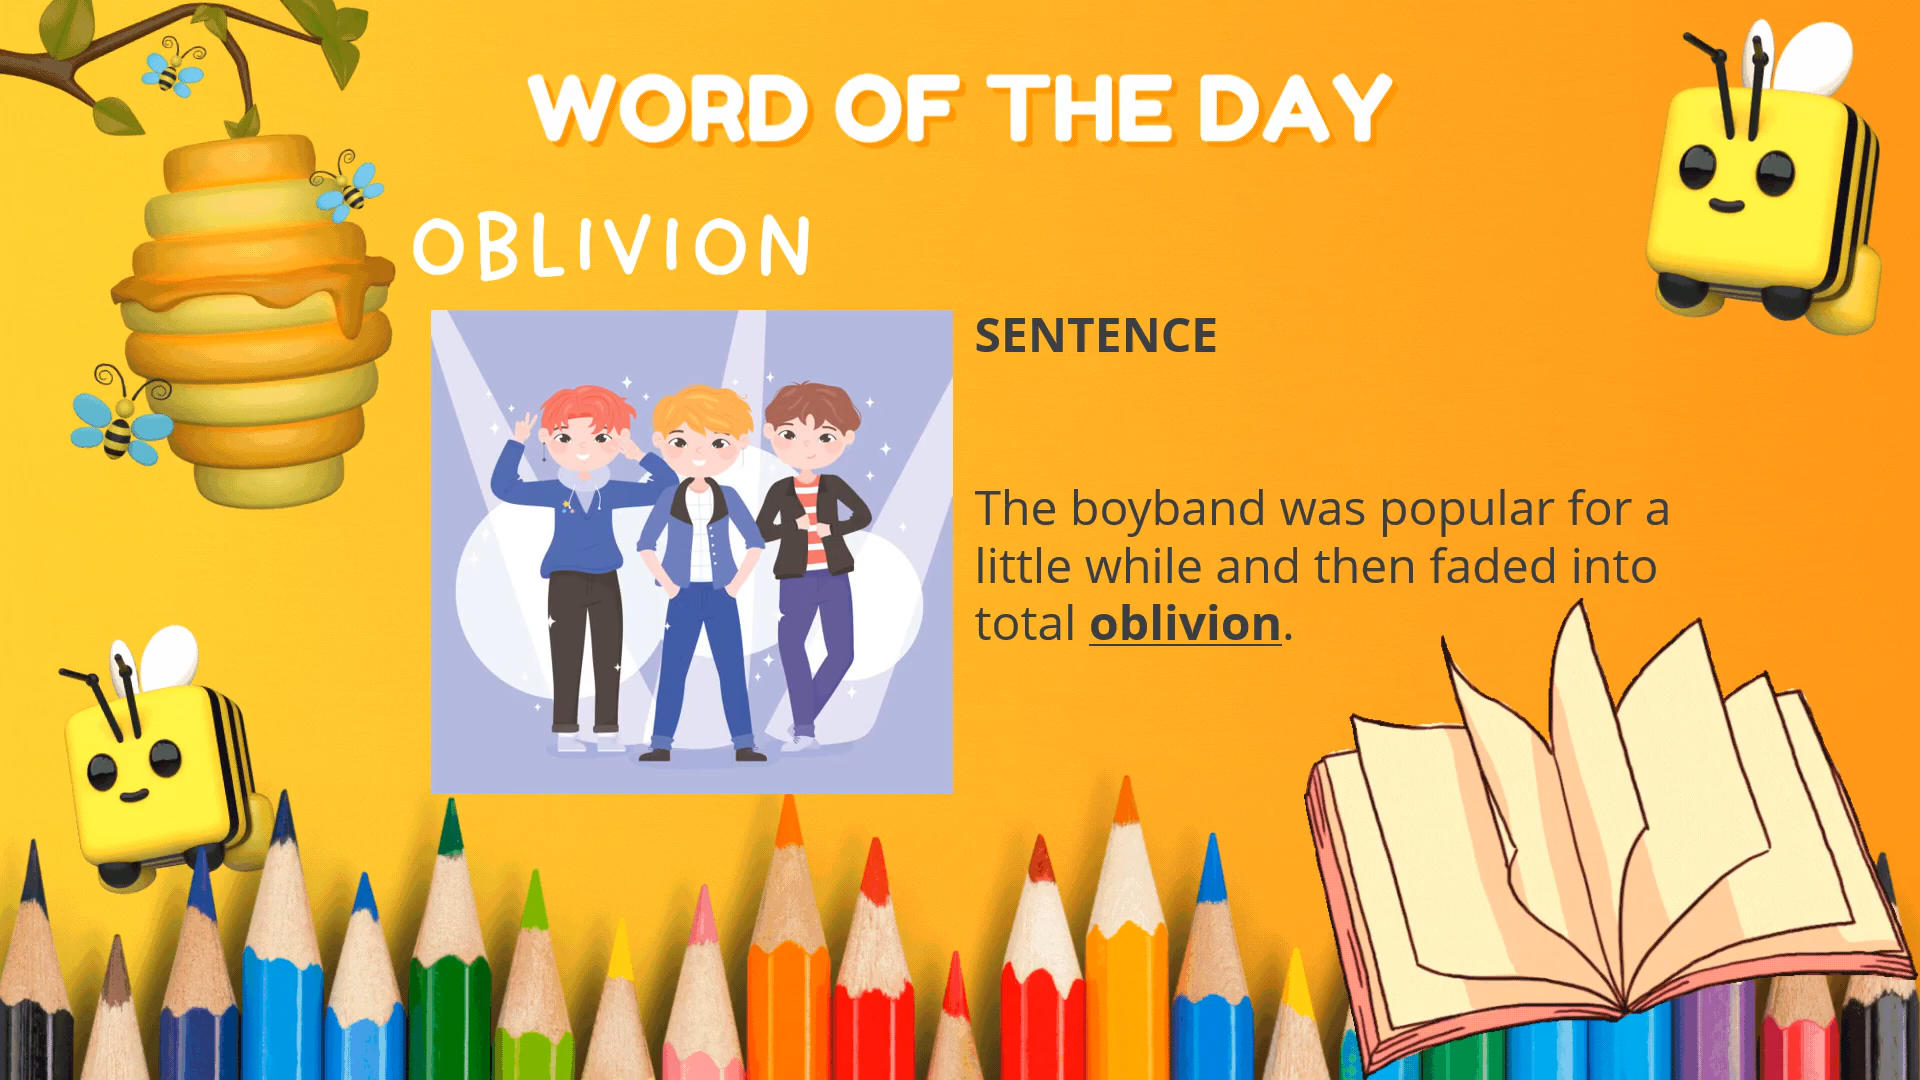 WORD OF THE DAY
OBLIVION
SENTENCE
The boyband was popular for a
little while and then faded into
total oblivion.